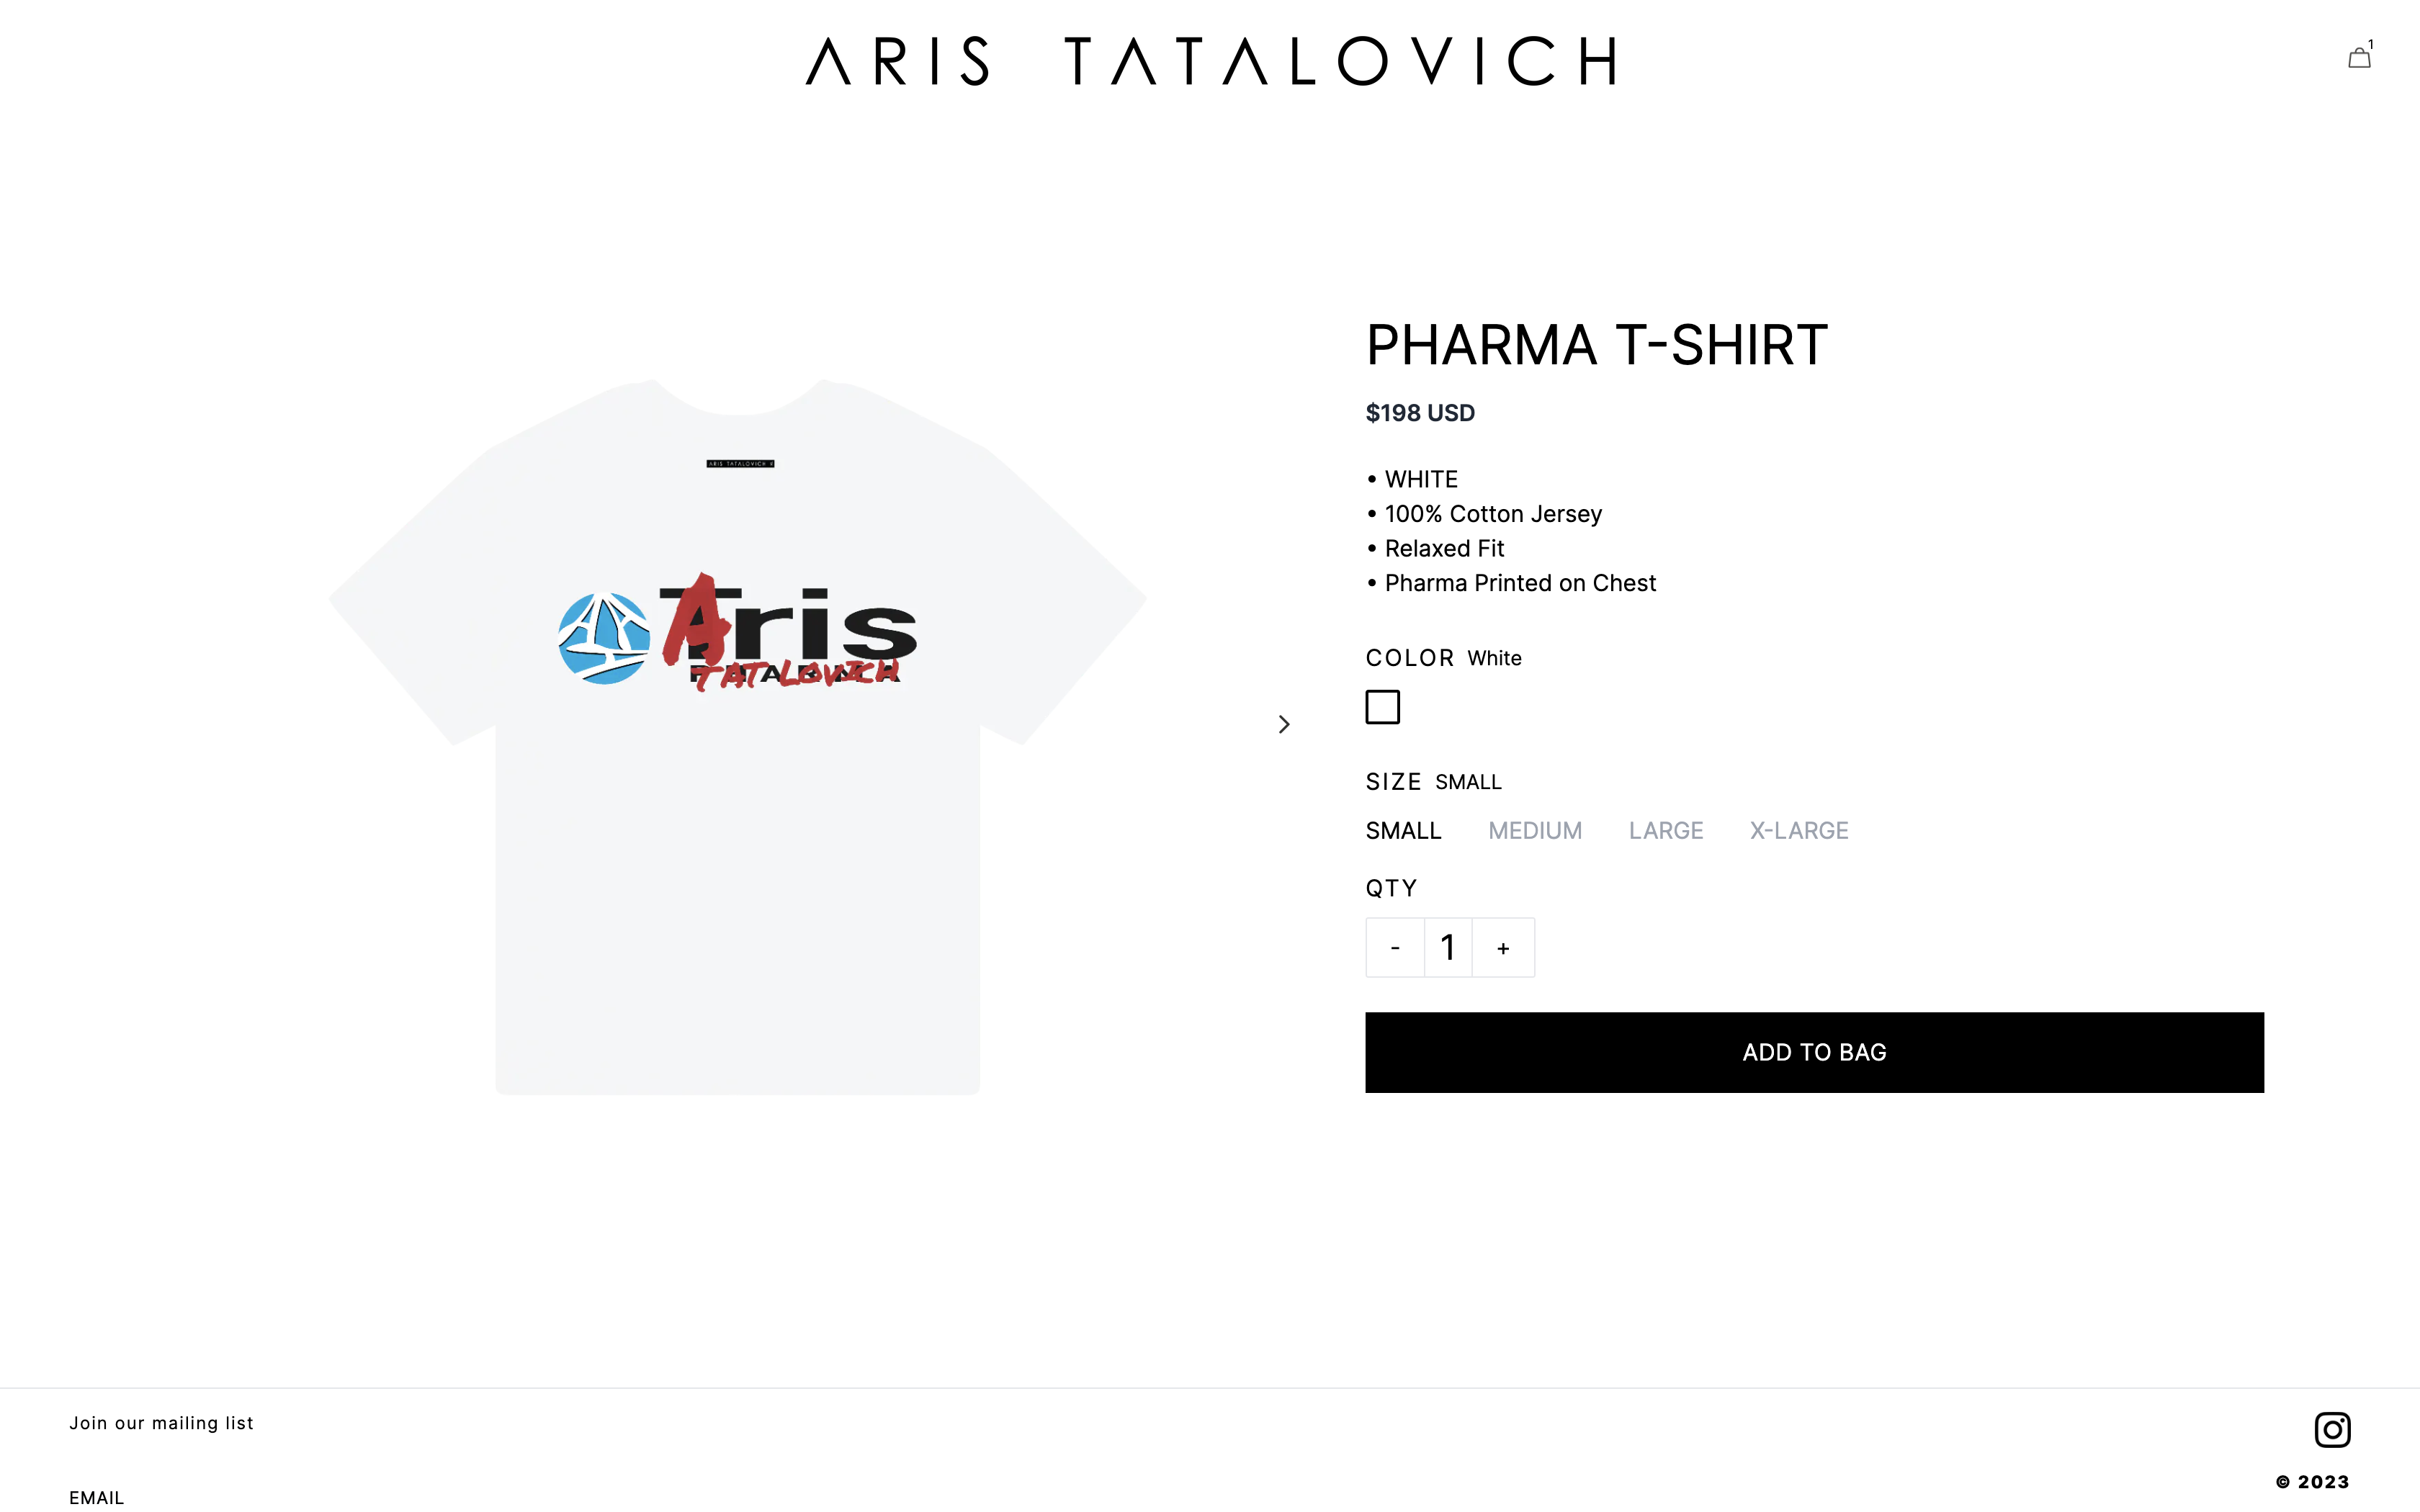 ARIS TATALOVICH
1
PHARMA T-SHIRT
$198 USD
• WHITE
• 100% Cotton Jersey
• Relaxed Fit
• Pharma Printed on Chest
ARIS TATALOVICH
Aris
TATALOVICH
COLOR White
SIZE SMALL
SMALL MEDIUM LARGE X-LARGE
QTY
- 1 +
ADD TO BAG
Join our mailing list
EMAIL
© 2023